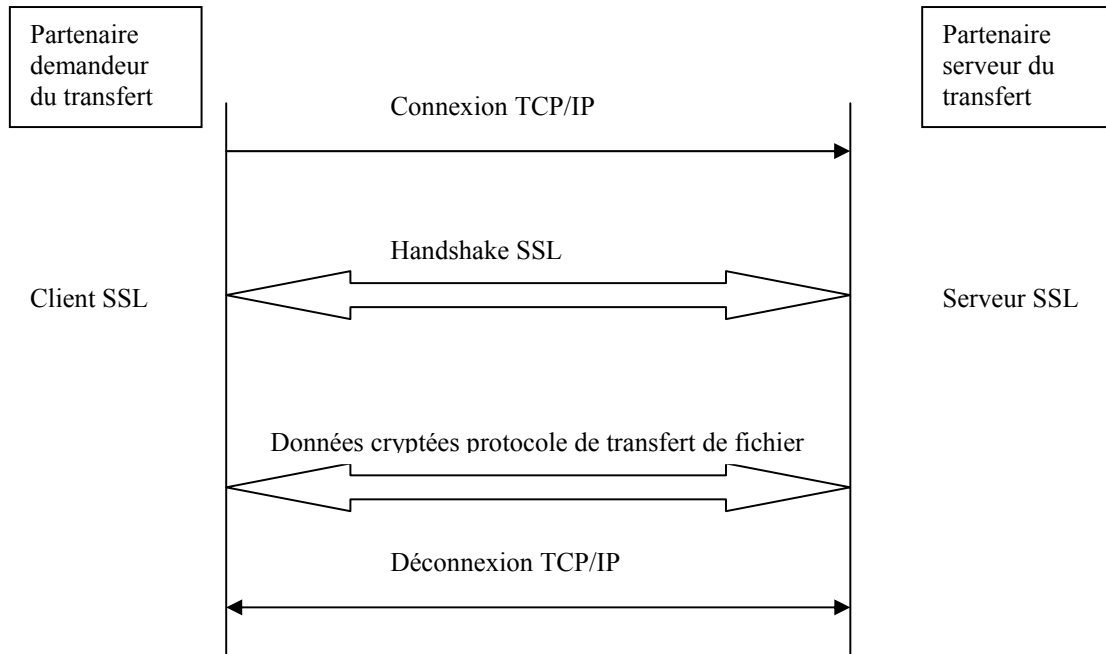 Partenaire
demandeur
du transfert
Partenaire
serveur du
transfert
Connexion TCP/IP
Handshake SSL
Client SSL
Serveur SSL
Données cryptées protocole de transfert de fichier
Déconnexion TCP/IP